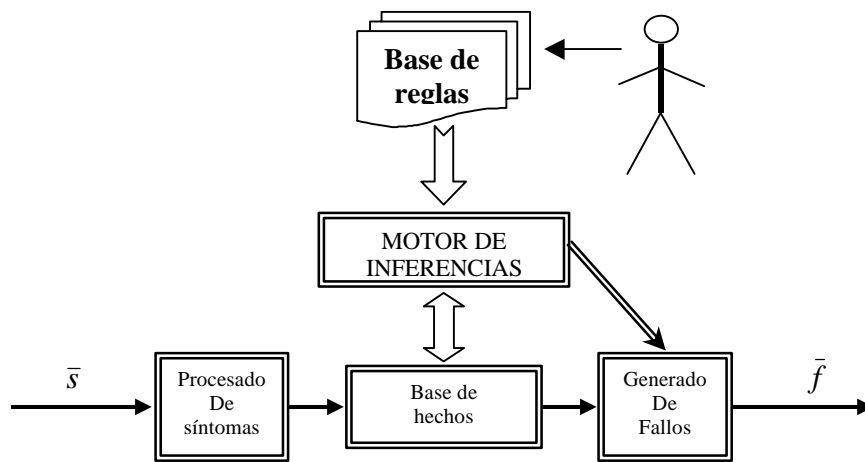 Base de
reglas
MOTOR DE
INFERENCIAS
s̄
Procesado
De
síntomas
Base de
hechos
Generado
De
Fallos
f̄